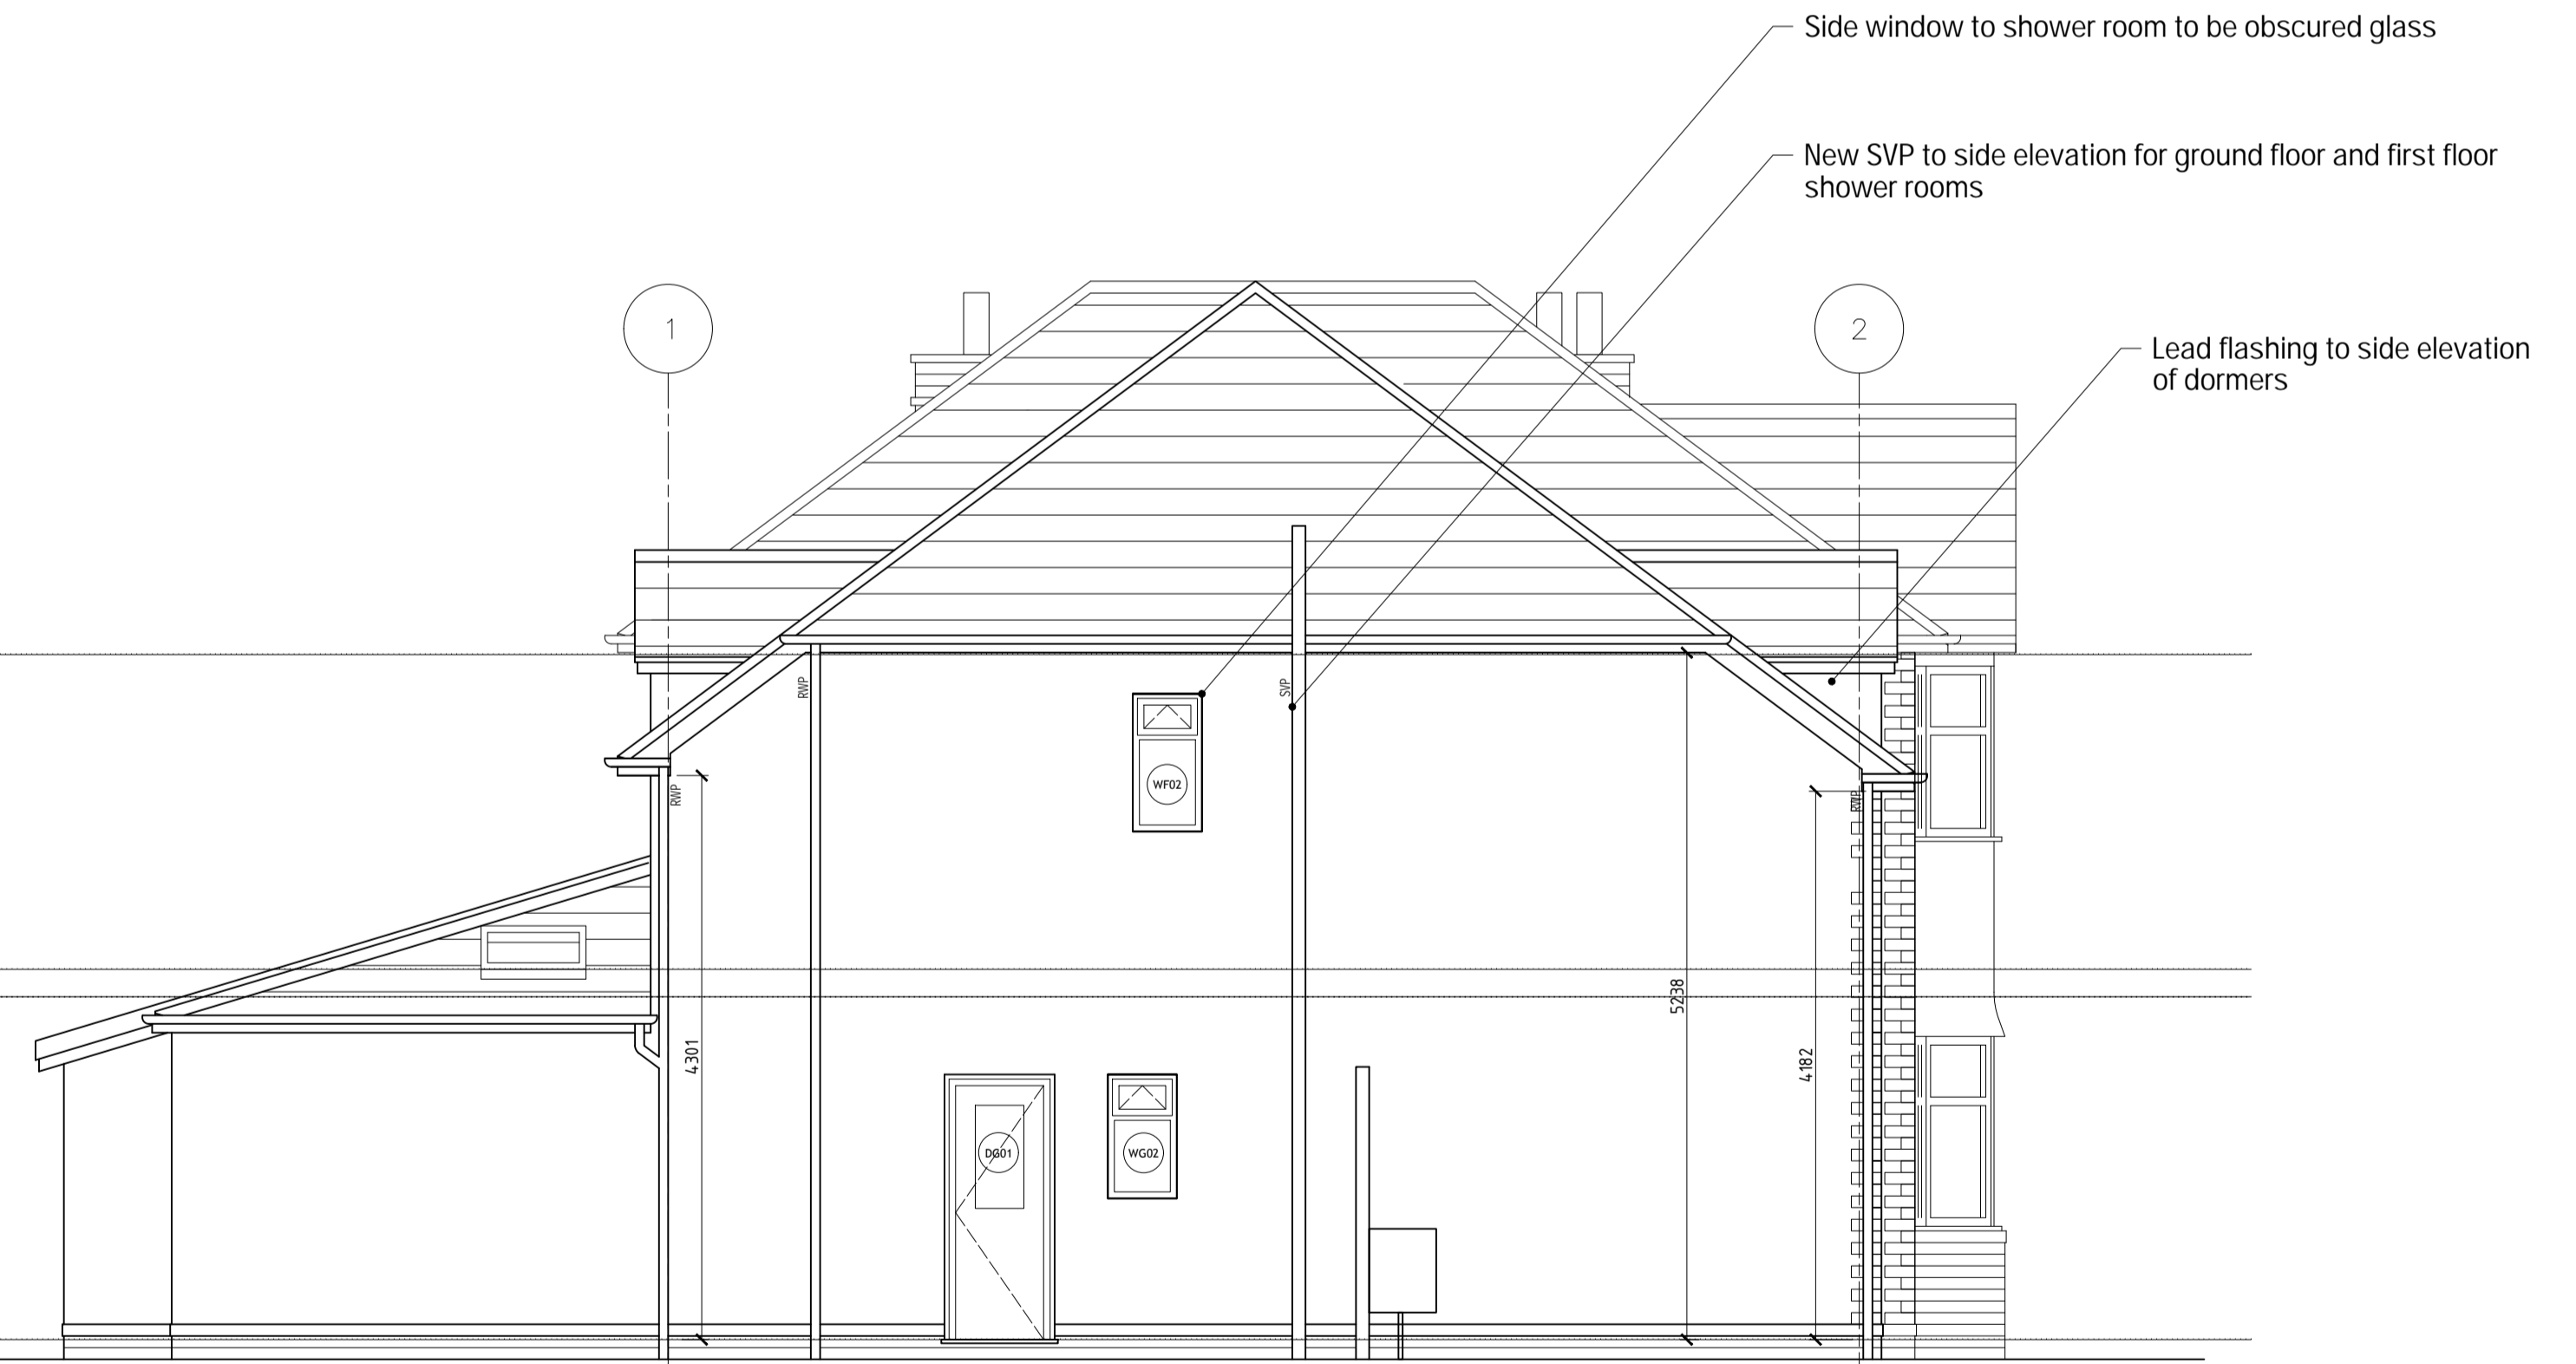 Side window to shower room to be obscured glass
New SVP to side elevation for ground floor and first floor
shower rooms
1
2
Lead flashing to side elevation
of dormers
RWP
SVP
WF02
RWP
RWP
5238
4301
4182
DG01
WG02